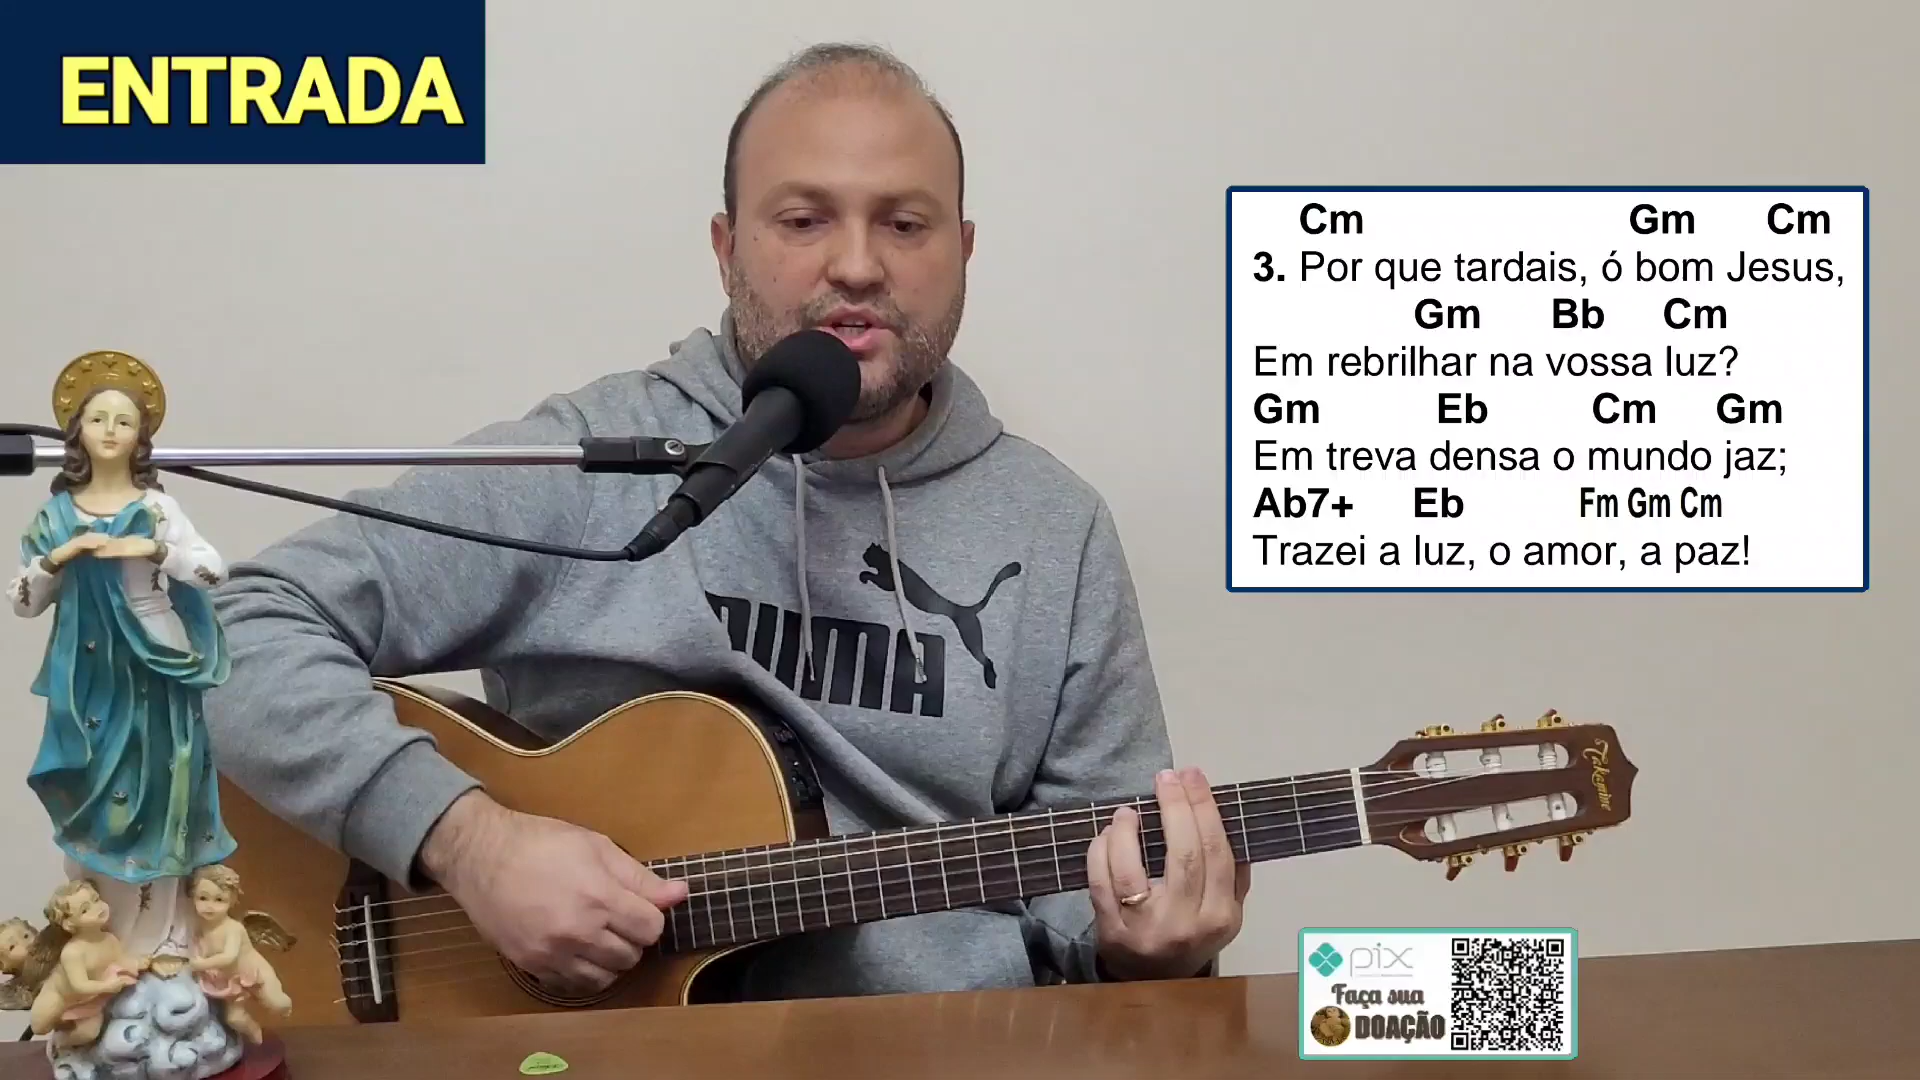 ENTRADA
Cm Gm Cm
3. Por que tardais, ó bom Jesus,
Gm Bb Cm
Em rebrilhar na vossa luz?
Gm Eb Cm Gm
Em treva densa o mundo jaz;
Ab7+ Eb Fm Gm Cm
Trazei a luz, o amor, a paz!
PUMA
Takamine
pix
Faça sua
DOAÇÃO